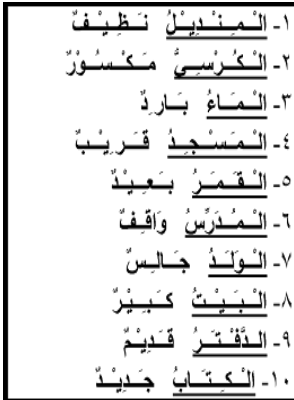 ١- الْمِنْدِيْلُ نَظِيْفٌ
٢- الْكُرْسِيُّ مَكْسُوْرٌ
٣- الْمَاءُ بَارِدٌ
٤- الْمَسْجِدُ قَرِيْبٌ
٥- الْقَمَرُ بَعِيْدٌ
٦- الْمُدَرِّسُ وَاقِفٌ
٧- الْوَلَدُ جَالِسٌ
٨- الْبَيْتُ كَبِيْرٌ
٩- الدَّفْتَرُ قَدِيْمٌ
١٠- الْكِتَابُ جَدِيْدٌ